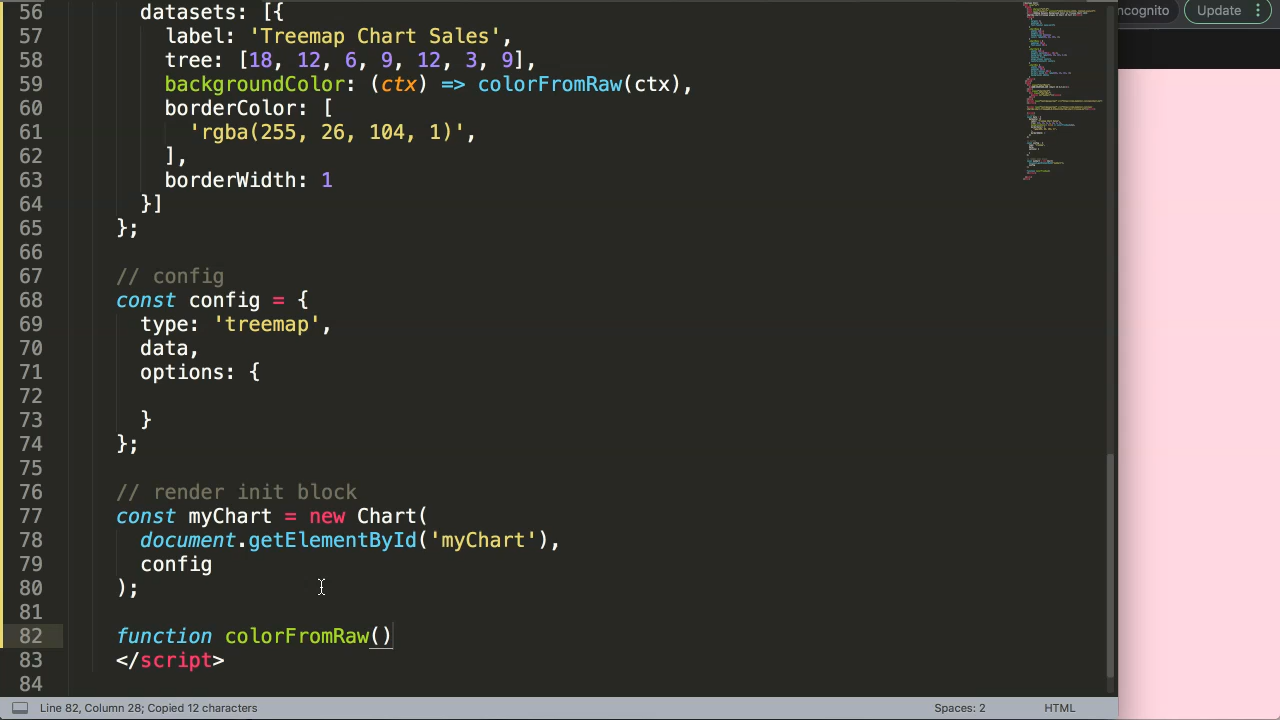 ncognito Update
56 datasets: [{
57 label: 'Treemap Chart Sales',
58 tree: [18, 12, 6, 9, 12, 3, 9],
59 backgroundColor: (ctx) => colorFromRaw(ctx),
60 borderColor: [
61 'rgba(255, 26, 104, 1)',
62 ],
63 borderWidth: 1
64 }]
65 };
66
67 // config
68 const config = {
69 type: 'treemap',
70 data,
71 options: {
72
73 }
74 };
75
76 // render init block
77 const myChart = new Chart(
78 document.getElementById('myChart'),
79 config
80 );
81
82 function colorFromRaw()
83 </script>
84
Line 82, Column 28; Copied 12 characters Spaces: 2 HTML